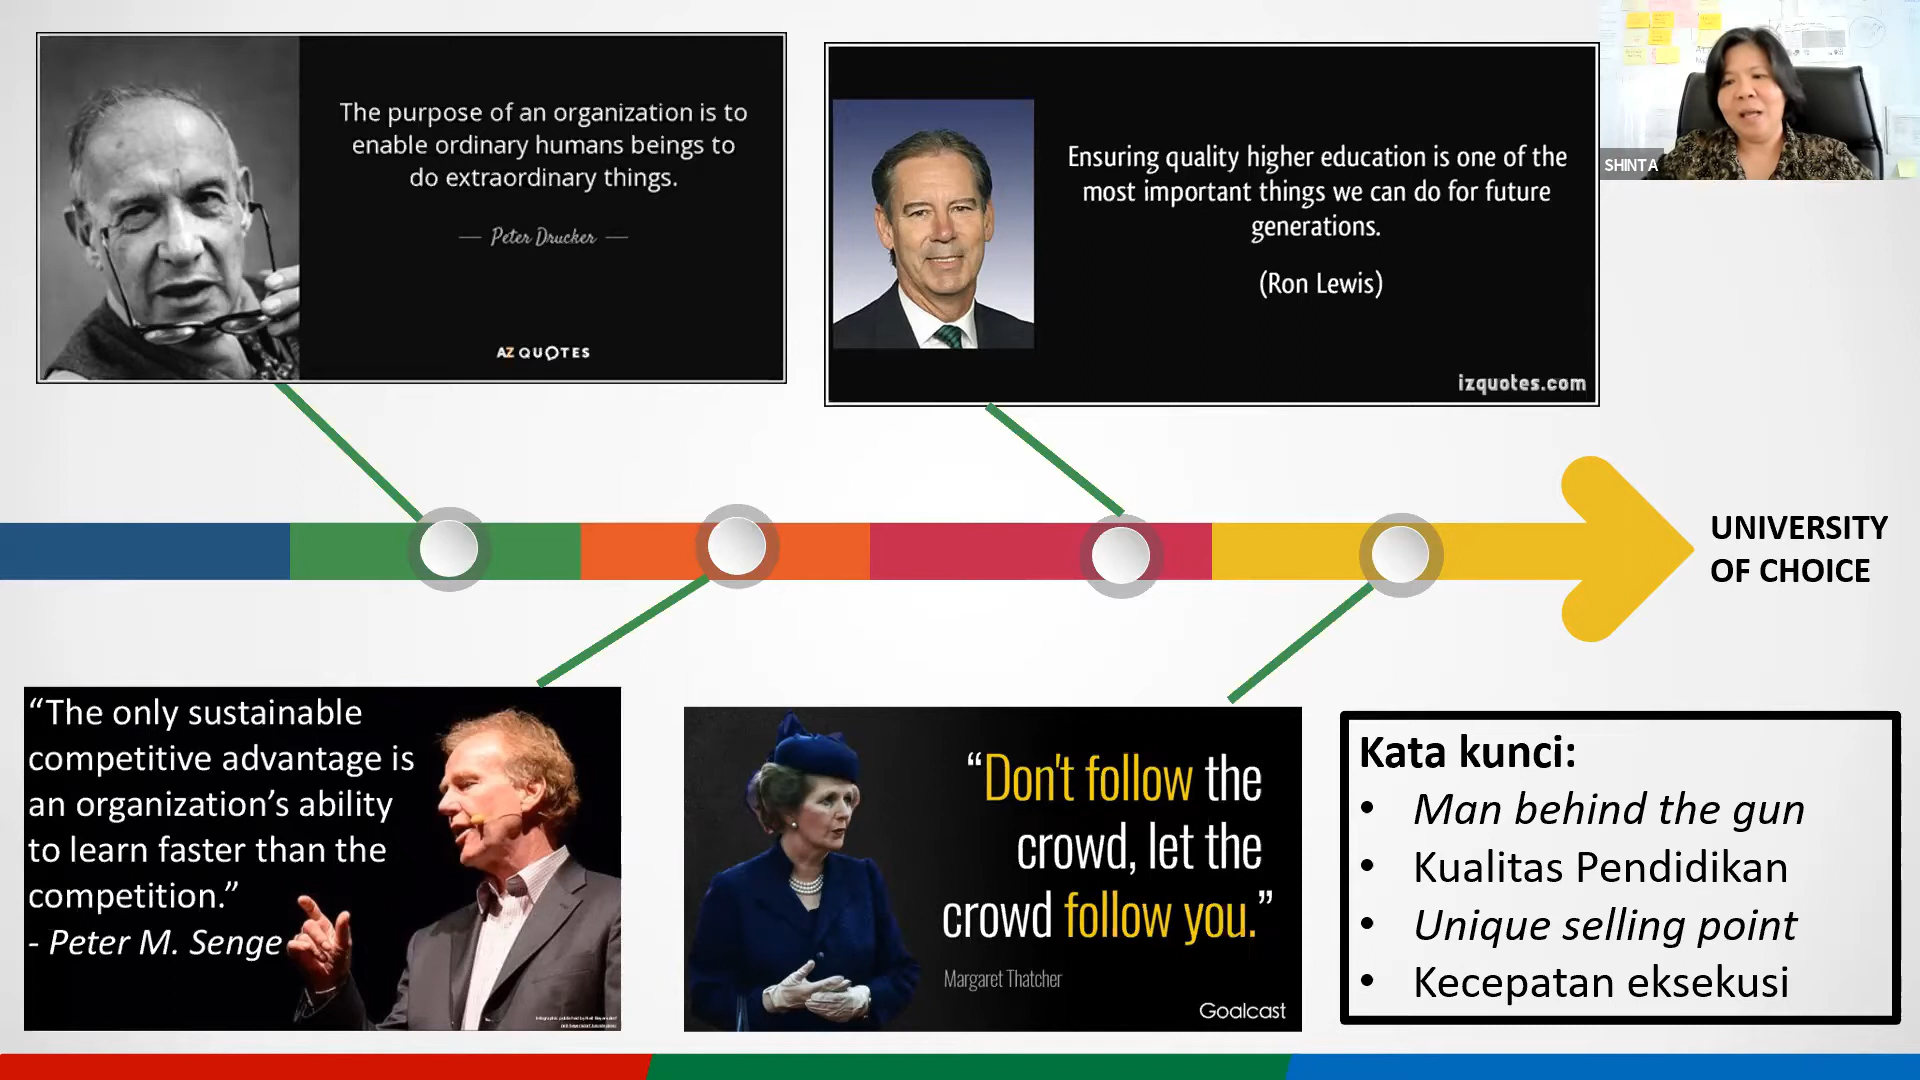 The purpose of an organization is to
enable ordinary humans beings to
do extraordinary things.
— Peter Drucker —
AZ QUOTES
Ensuring quality higher education is one of the
most important things we can do for future
generations.
(Ron Lewis)
izquotes.com
SHINTA
UNIVERSITY
OF CHOICE
“The only sustainable
competitive advantage is
an organization’s ability
to learn faster than the
competition.”
- Peter M. Senge
“Don't follow the
crowd, let the
crowd follow you.”
Margaret Thatcher
Goalcast
Kata kunci:
• Man behind the gun
• Kualitas Pendidikan
• Unique selling point
• Kecepatan eksekusi